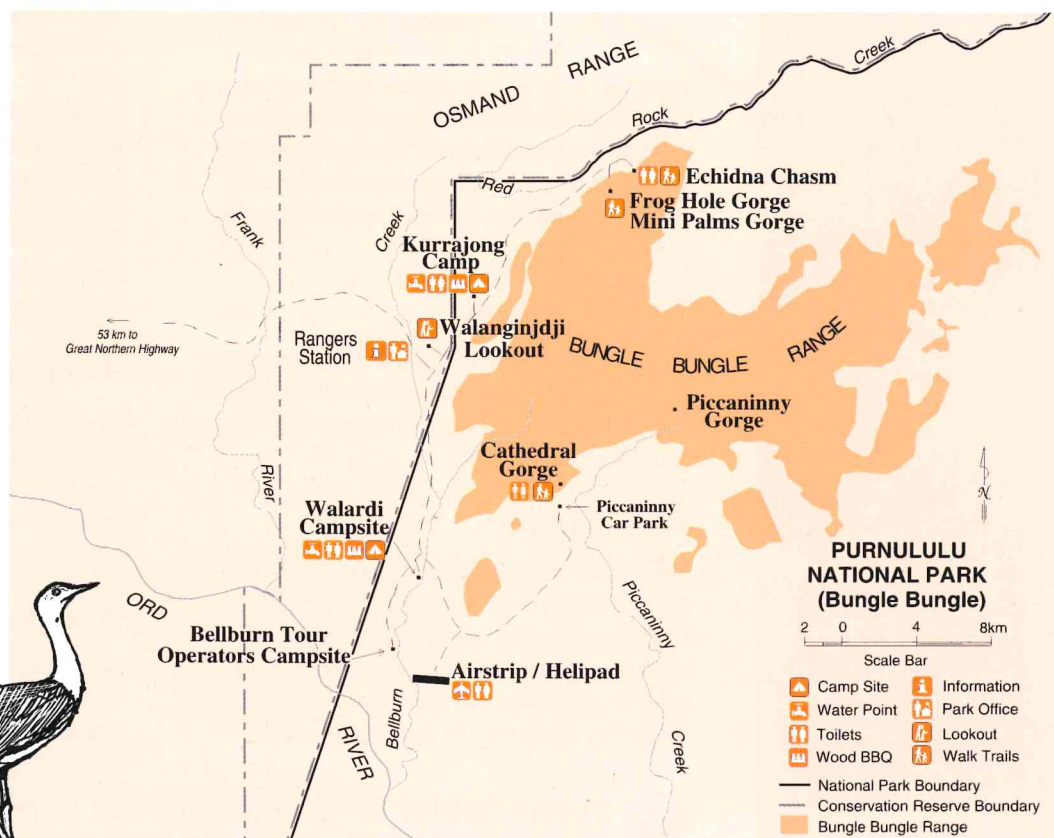 OSMAND RANGE
Creek
Rock
Red
Echidna Chasm
Frog Hole Gorge
Mini Palms Gorge
Frank
Creek
Kurrajong
Camp
53 km to
Great Northern Highway
Rangers
Station
Walanginjdji
Lookout
BUNGLE BUNGLE RANGE
Piccaninny
Gorge
Cathedral
Gorge
River
Walardi
Campsite
Piccaninny
Car Park
N
ORD
Piccaninny
Bellburn Tour
Operators Campsite
Airstrip / Helipad
Bellburn
RIVER
Creek
PURNULULU
NATIONAL PARK
(Bungle Bungle)
2 0 4 8km
Scale Bar
Camp Site
Information
Water Point
Park Office
Toilets
Lookout
Wood BBQ
Walk Trails
National Park Boundary
Conservation Reserve Boundary
Bungle Bungle Range